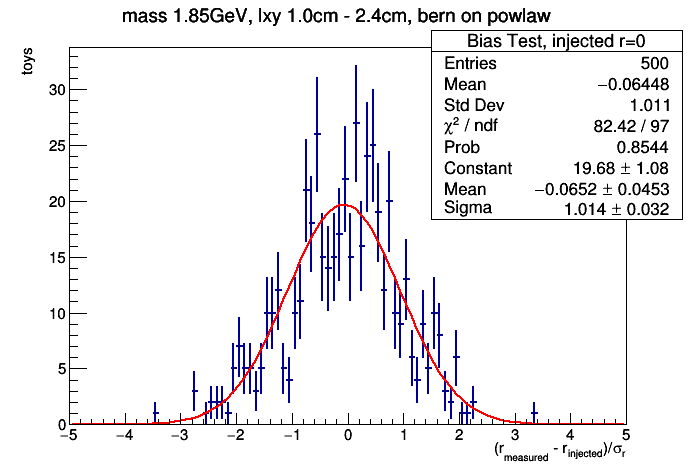 mass 1.85GeV, lxy 1.0cm - 2.4cm, bern on powlaw
Bias Test, injected r=0
Entries 500
Mean −0.06448
Std Dev 1.011
χ² / ndf 82.42 / 97
Prob 0.8544
Constant 19.68 ± 1.08
Mean −0.0652 ± 0.0453
Sigma 1.014 ± 0.032
toys
30
25
20
15
10
5
0
−5 −4 −3 −2 −1 0 1 2 3 4 5
(r_measured - r_injected)/σ_r